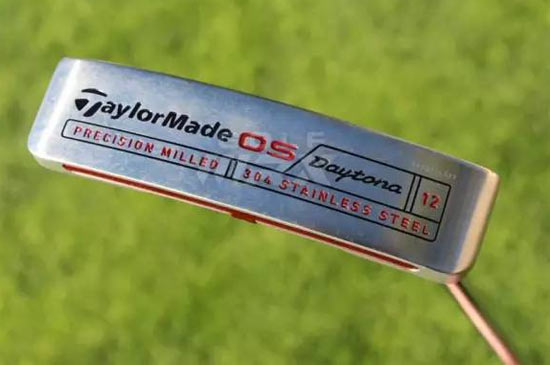 TaylorMade OS Daytona 12
PRECISION MILLED 304 STAINLESS STEEL